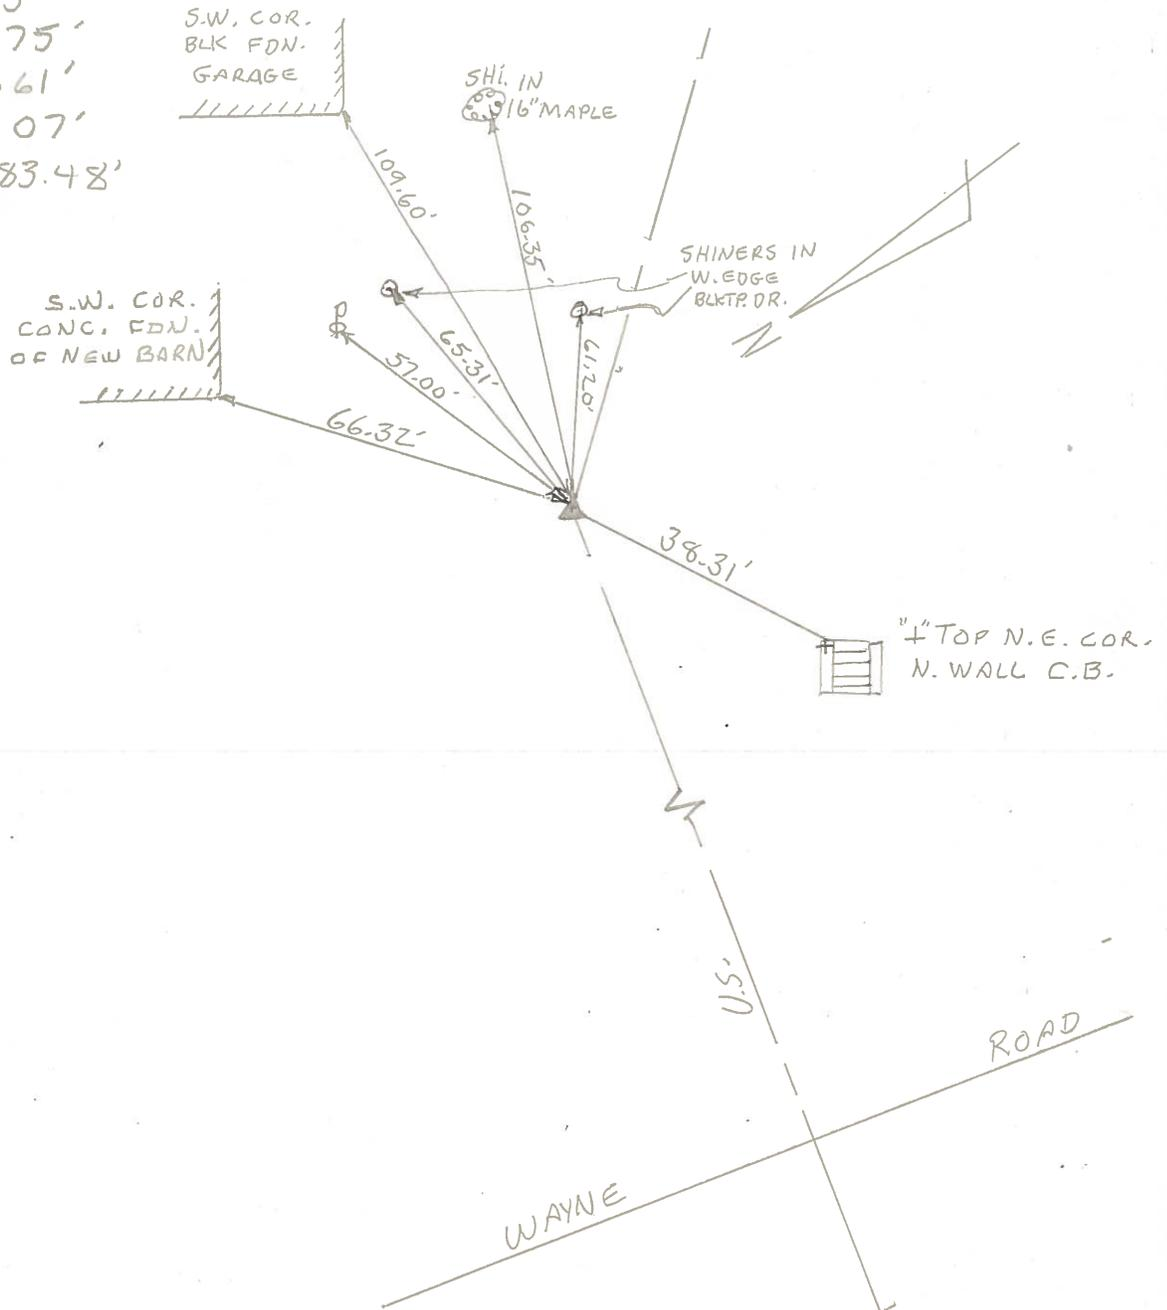 75'
.61'
07'
83.48'
S.W. COR.
BLK FDN.
GARAGE
SHI. IN
16" MAPLE
109.60'
106.35'
SHINERS IN
W. EDGE
BLKTP. DR.
N
S.W. COR.
CONC. FDN.
OF NEW BARN
65.31'
57.00'
61.20'
66.32'
38.31'
"+" TOP N.E. COR.
N. WALL C.B.
U.S.
ROAD
WAYNE